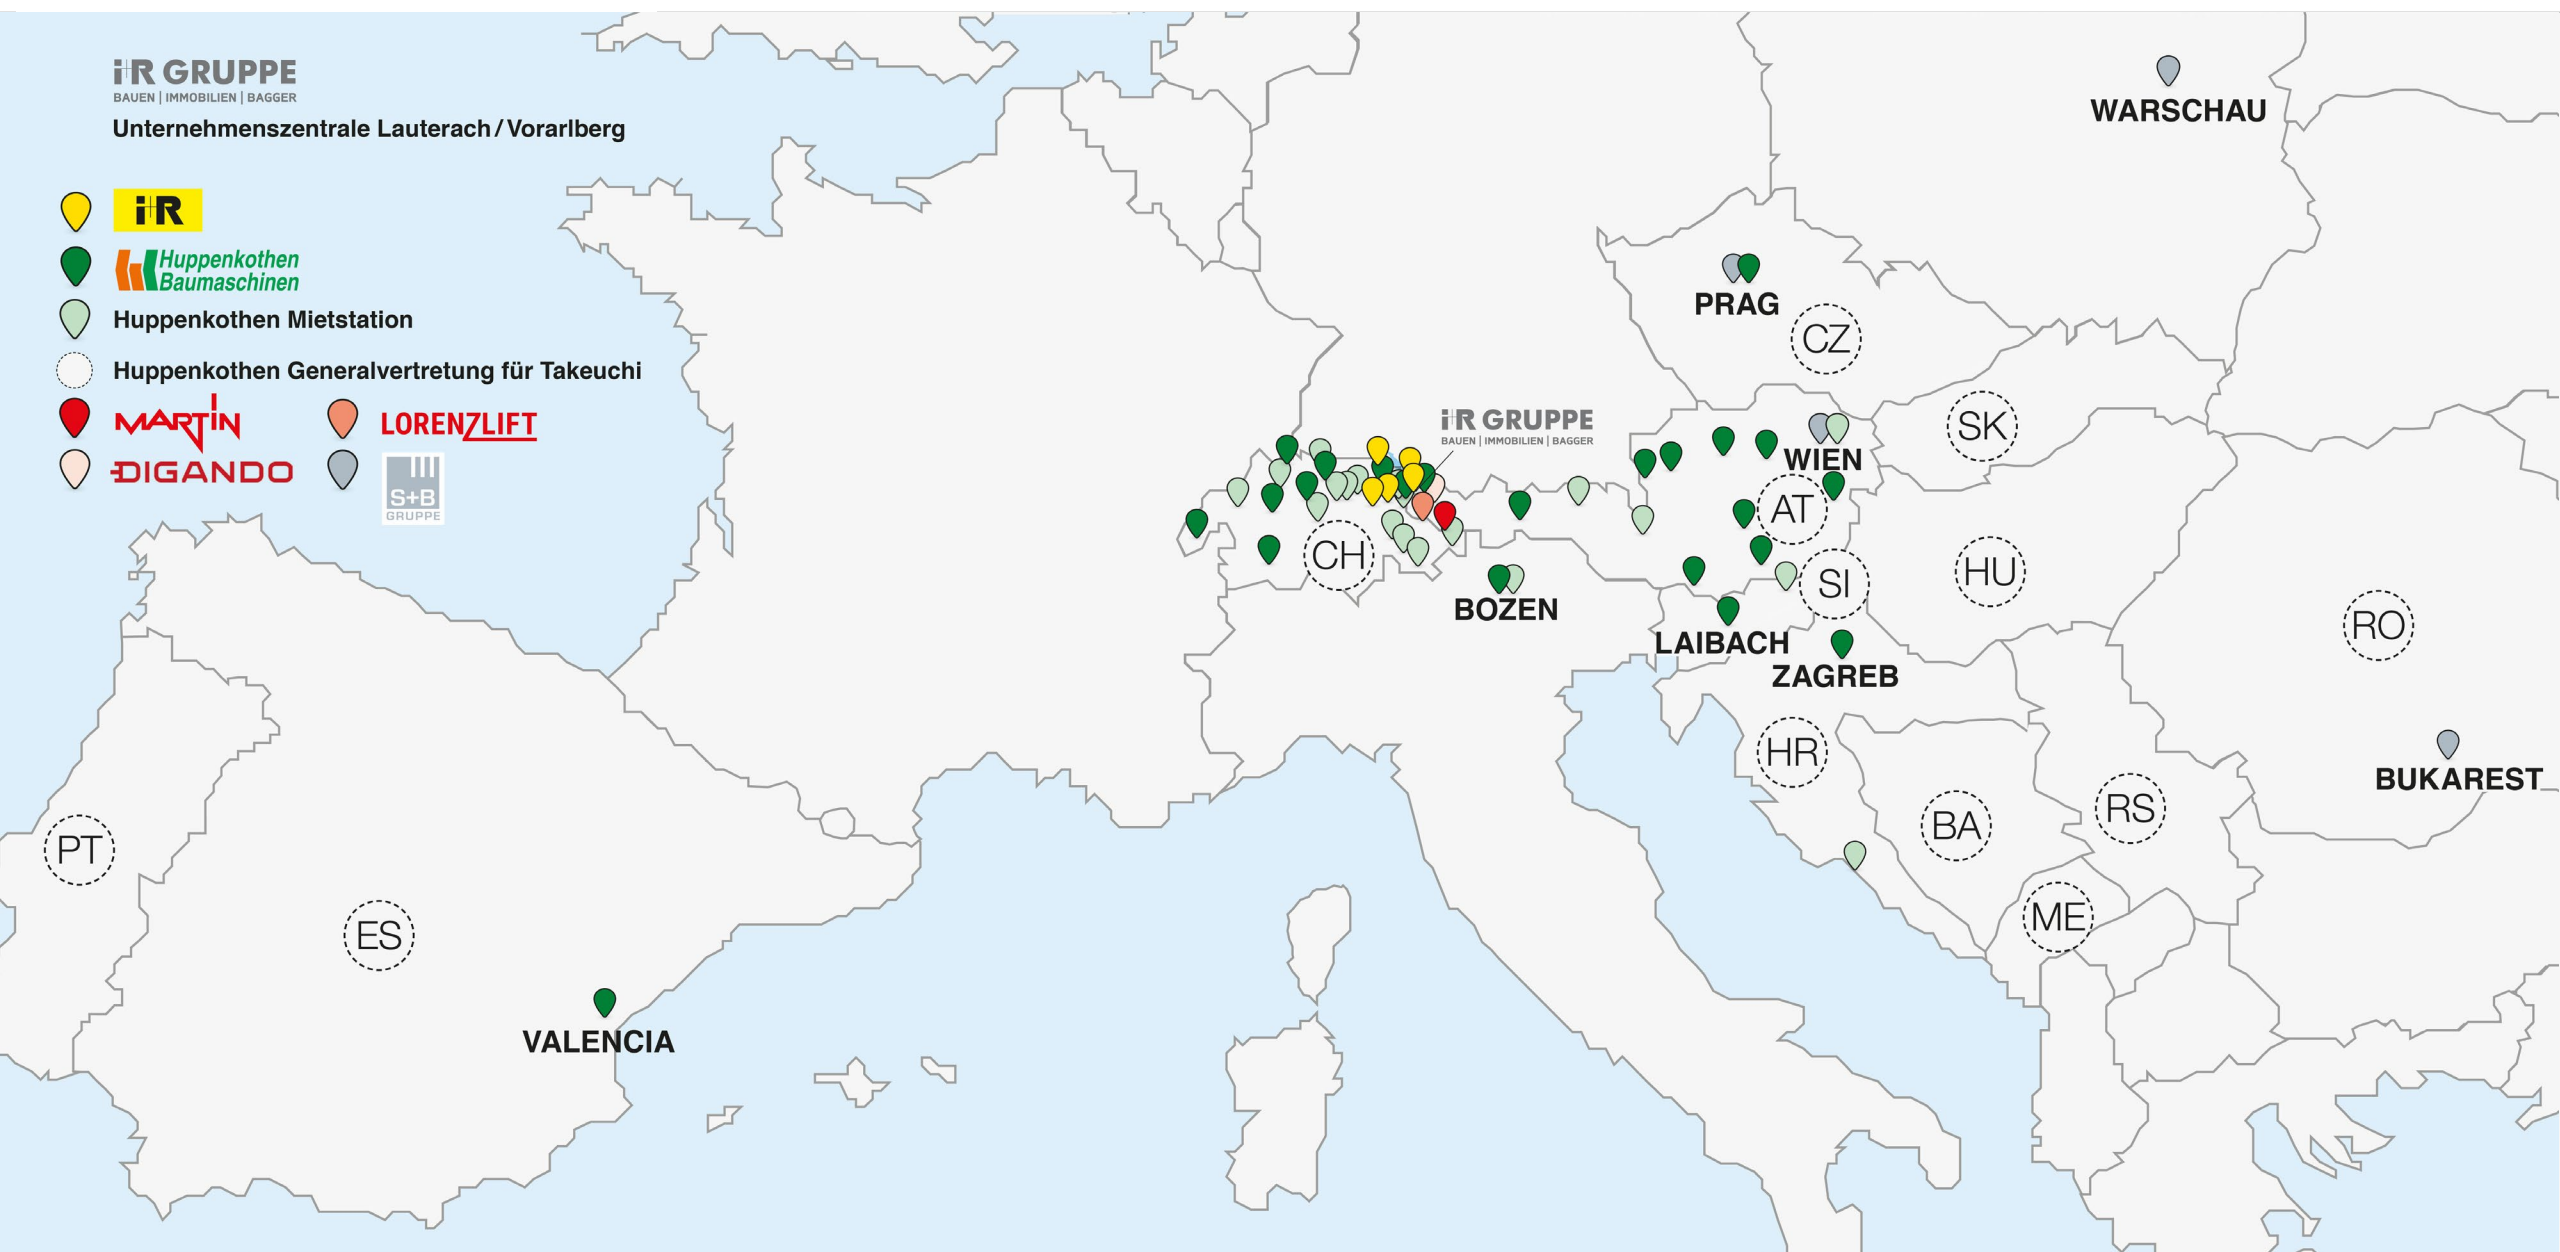 i+R GRUPPE
BAUEN | IMMOBILIEN | BAGGER
Unternehmenszentrale Lauterach / Vorarlberg
i+R
Huppenkothen
Baumaschinen
Huppenkothen Mietstation
Huppenkothen Generalvertretung für Takeuchi
MARTIN
LORENZLIFT
DIGANDO
S+B
GRUPPE
WARSCHAU
PRAG
CZ
i+R GRUPPE
BAUEN | IMMOBILIEN | BAGGER
SK
WIEN
AT
CH
SI
HU
BOZEN
LAIBACH
ZAGREB
RO
HR
BUKAREST
RS
BA
PT
ME
ES
VALENCIA